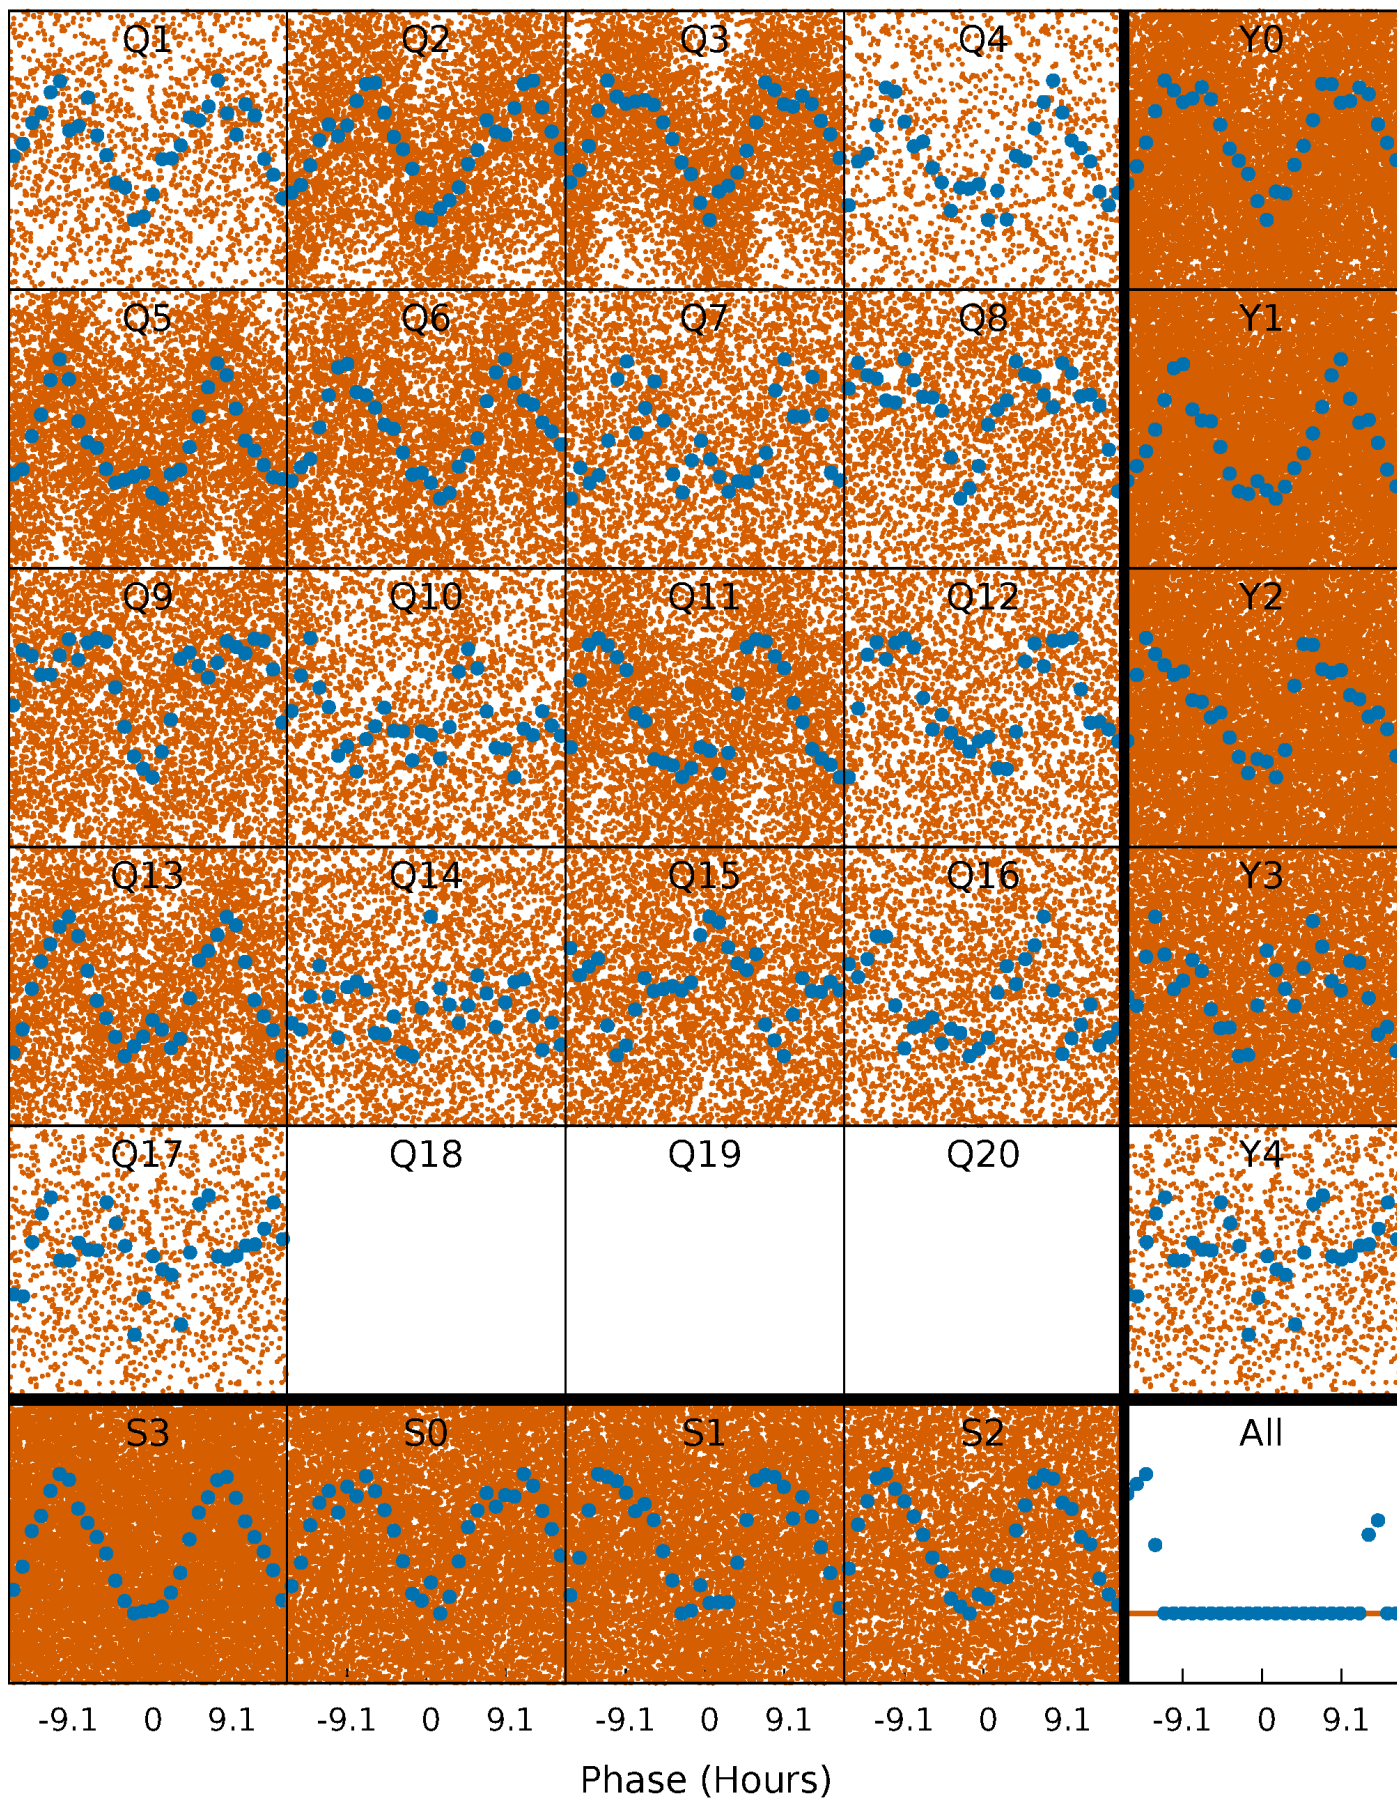 Q1 Q2 Q3 Q4 Y0
Q5 Q6 Q7 Q8 Y1
Q9 Q10 Q11 Q12 Y2
Q13 Q14 Q15 Q16 Y3
Q17 Q18 Q19 Q20 Y4
S3 S0 S1 S2 All
-9.1 0 9.1 -9.1 0 9.1 -9.1 0 9.1 -9.1 0 9.1 -9.1 0 9.1
Phase (Hours)